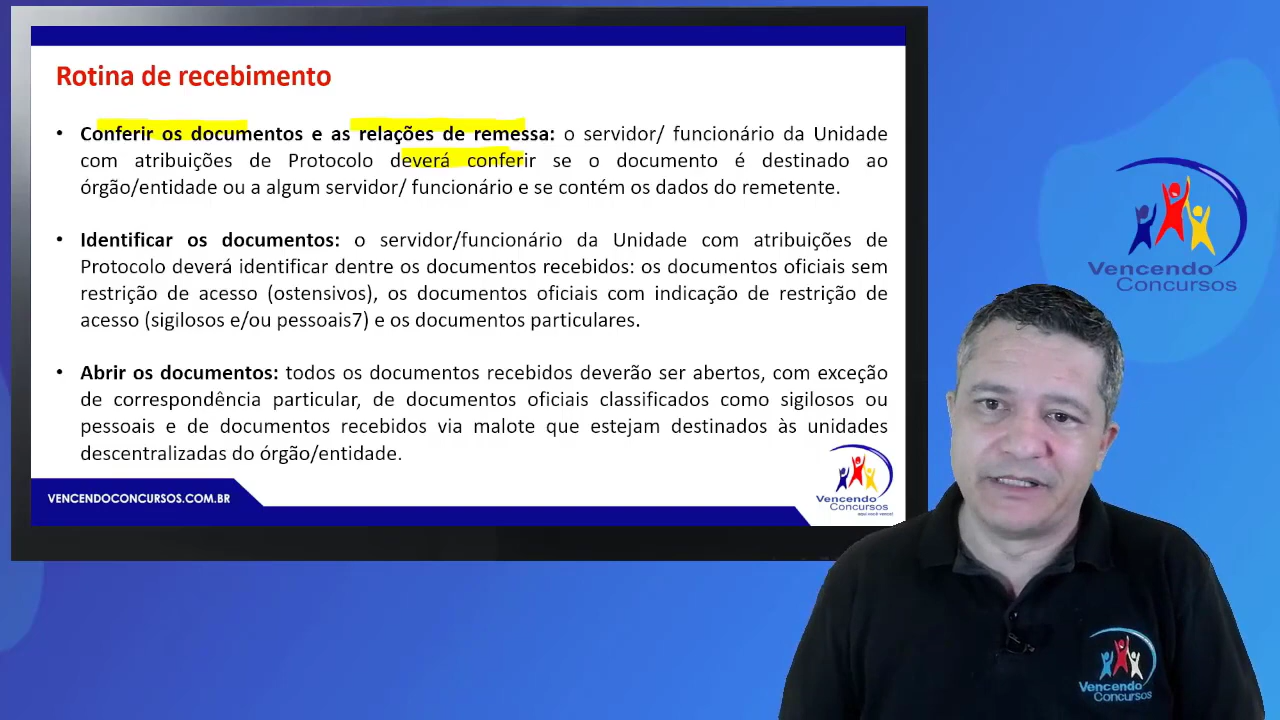 Rotina de recebimento
• Conferir os documentos e as relações de remessa: o servidor/ funcionário da Unidade
com atribuições de Protocolo deverá conferir se o documento é destinado ao
órgão/entidade ou a algum servidor/ funcionário e se contém os dados do remetente.
• Identificar os documentos: o servidor/funcionário da Unidade com atribuições de
Protocolo deverá identificar dentre os documentos recebidos: os documentos oficiais sem
restrição de acesso (ostensivos), os documentos oficiais com indicação de restrição de
acesso (sigilosos e/ou pessoais7) e os documentos particulares.
• Abrir os documentos: todos os documentos recebidos deverão ser abertos, com exceção
de correspondência particular, de documentos oficiais classificados como sigilosos ou
pessoais e de documentos recebidos via malote que estejam destinados às unidades
descentralizadas do órgão/entidade.
VENCENDOCONCURSOS.COM.BR
Vencendo
Concursos
aqui você vence!
Vencendo
Concursos
Vencendo
Concursos